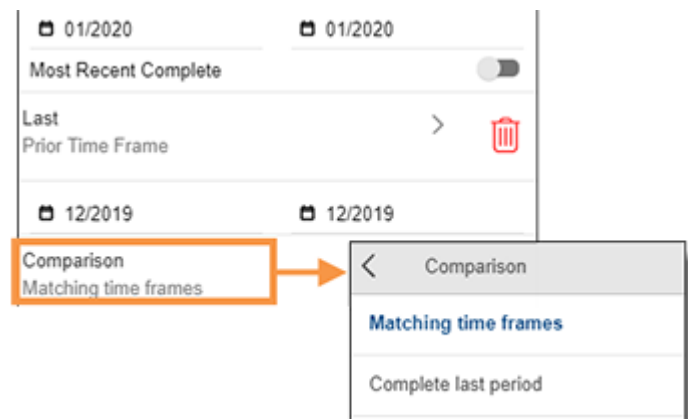 01/2020 01/2020
Most Recent Complete
Last
Prior Time Frame
12/2019 12/2019
Comparison
Matching time frames
Comparison
Matching time frames
Complete last period